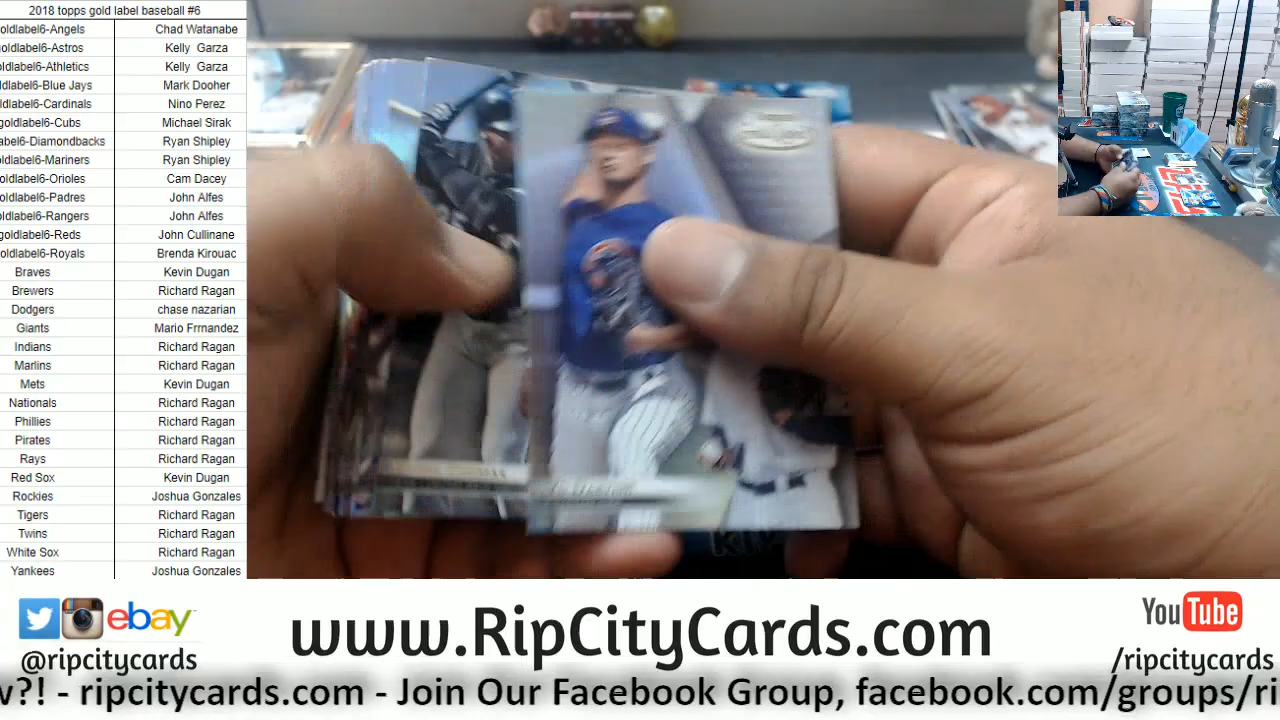 2018 topps gold label baseball #6
oldlabel6-Angels Chad Watanabe
oldlabel6-Astros Kelly Garza
oldlabel6-Athletics Kelly Garza
oldlabel6-Blue Jays Mark Dooher
oldlabel6-Cardinals Nino Perez
goldlabel6-Cubs Michael Sirak
label6-Diamondbacks Ryan Shipley
oldlabel6-Mariners Ryan Shipley
oldlabel6-Orioles Cam Dacey
oldlabel6-Padres John Alfes
oldlabel6-Rangers John Alfes
goldlabel6-Reds John Cullinane
oldlabel6-Royals Brenda Kirouac
Braves Kevin Dugan
Brewers Richard Ragan
Dodgers chase nazarian
Giants Mario Frrnandez
Indians Richard Ragan
Marlins Richard Ragan
Mets Kevin Dugan
Nationals Richard Ragan
Phillies Richard Ragan
Pirates Richard Ragan
Rays Richard Ragan
Red Sox Kevin Dugan
Rockies Joshua Gonzales
Tigers Richard Ragan
Twins Richard Ragan
White Sox Richard Ragan
Yankees Joshua Gonzales
ebay
@ripcitycards
www.RipCityCards.com
YouTube
/ripcitycards
w?! - ripcitycards.com - Join Our Facebook Group, facebook.com/groups/ri